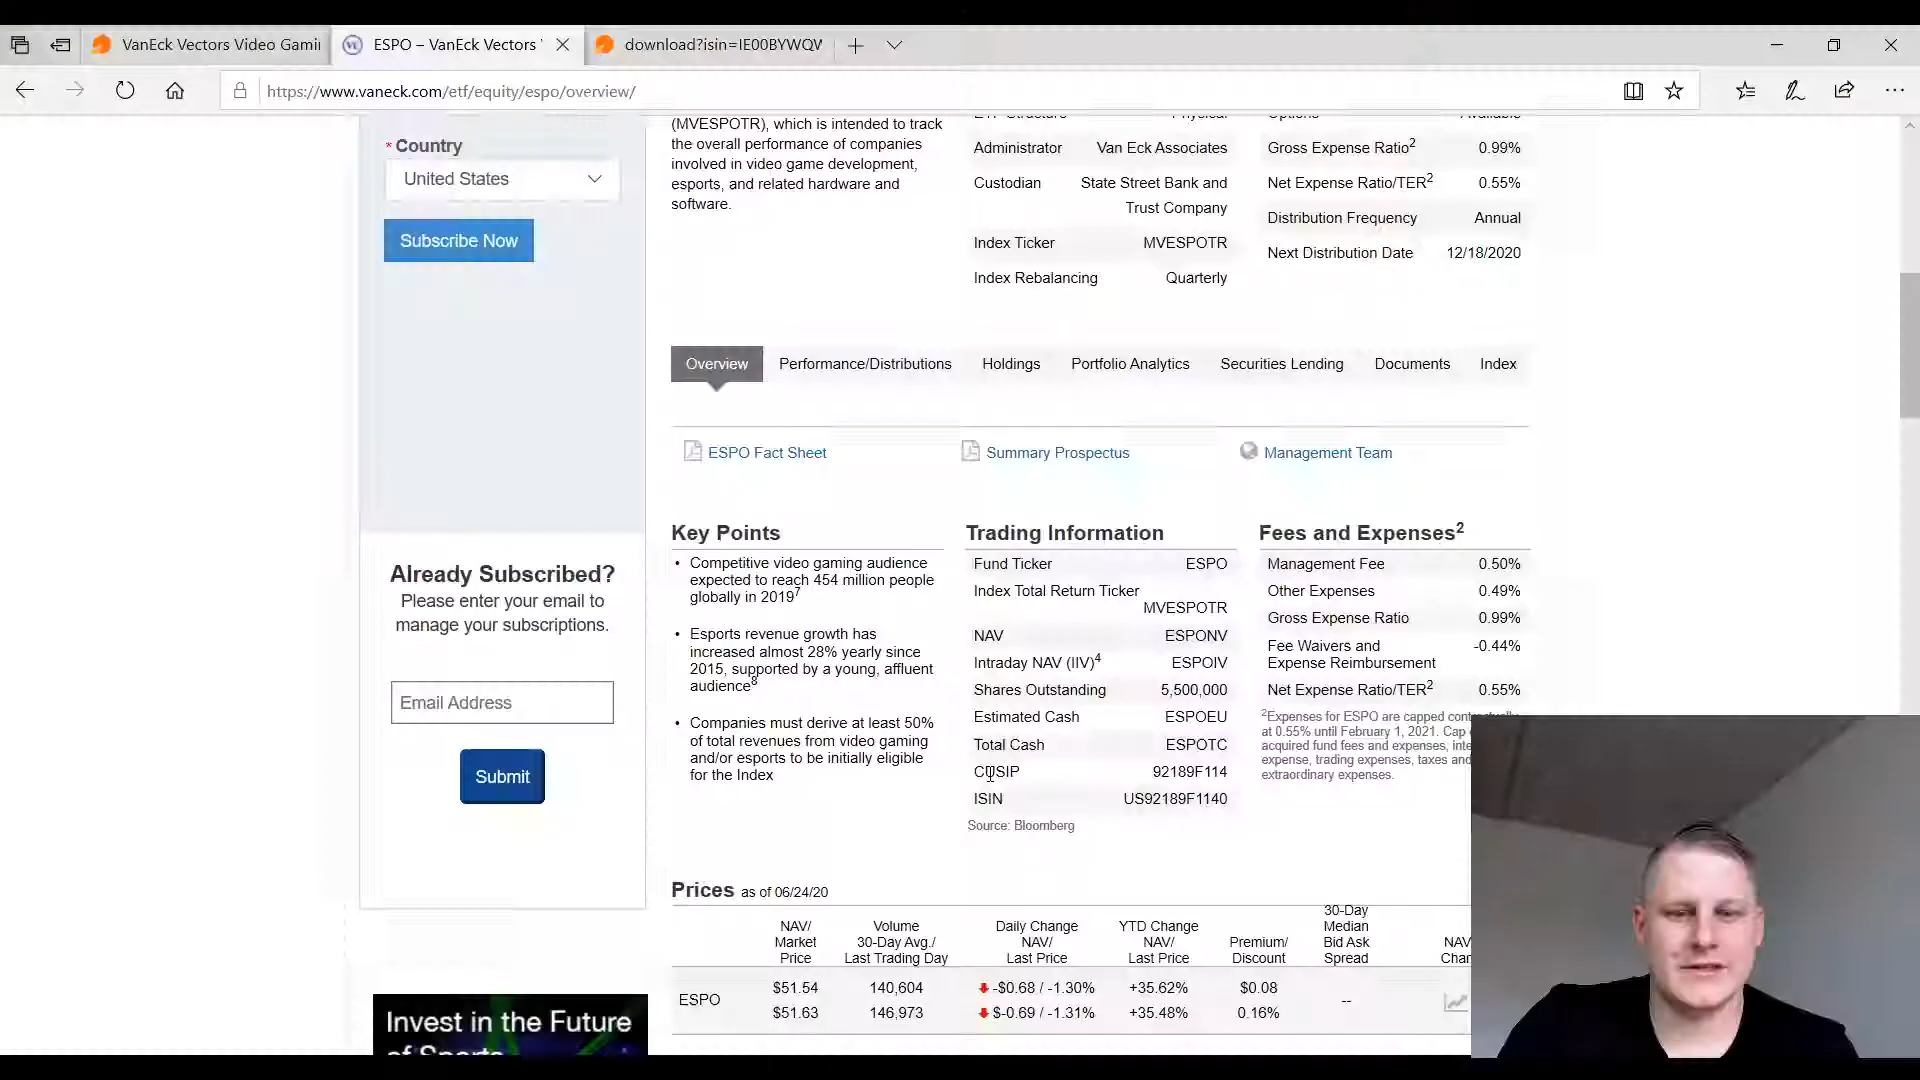 VanEck Vectors Video Gami
ESPO – VanEck Vectors
download?isin=IE00BYWQV
https://www.vaneck.com/etf/equity/espo/overview/
* Country
United States
Subscribe Now
Already Subscribed?
Please enter your email to
manage your subscriptions.
Email Address
Submit
Invest in the Future
of Sports
(MVESPOTR), which is intended to track
the overall performance of companies
involved in video game development,
esports, and related hardware and
software.
ETF Structure Physical
Administrator Van Eck Associates
Custodian State Street Bank and
Trust Company
Index Ticker MVESPOTR
Index Rebalancing Quarterly
Options Available
Gross Expense Ratio2 0.99%
Net Expense Ratio/TER2 0.55%
Distribution Frequency Annual
Next Distribution Date 12/18/2020
Overview Performance/Distributions Holdings Portfolio Analytics Securities Lending Documents Index
ESPO Fact Sheet Summary Prospectus Management Team
Key Points
• Competitive video gaming audience
expected to reach 454 million people
globally in 20197
• Esports revenue growth has
increased almost 28% yearly since
2015, supported by a young, affluent
audience8
• Companies must derive at least 50%
of total revenues from video gaming
and/or esports to be initially eligible
for the Index
Trading Information
Fund Ticker ESPO
Index Total Return Ticker
MVESPOTR
NAV ESPONV
Intraday NAV (IIV)4 ESPOIV
Shares Outstanding 5,500,000
Estimated Cash ESPOEU
Total Cash ESPOTC
CUSIP 92189F114
ISIN US92189F1140
Source: Bloomberg
Fees and Expenses2
Management Fee 0.50%
Other Expenses 0.49%
Gross Expense Ratio 0.99%
Fee Waivers and
Expense Reimbursement -0.44%
Net Expense Ratio/TER2 0.55%
2Expenses for ESPO are capped contractually
at 0.55% until February 1, 2021. Cap
acquired fund fees and expenses, inte
expense, trading expenses, taxes and
extraordinary expenses.
Prices as of 06/24/20
NAV/
Market
Price
Volume
30-Day Avg./
Last Trading Day
Daily Change
NAV/
Last Price
YTD Change
NAV/
Last Price
Premium/
Discount
30-Day
Median
Bid Ask
Spread
NAV
Char
ESPO
$51.54 140,604 -$0.68 / -1.30% +35.62% $0.08
--
$51.63 146,973 $-0.69 / -1.31% +35.48% 0.16%